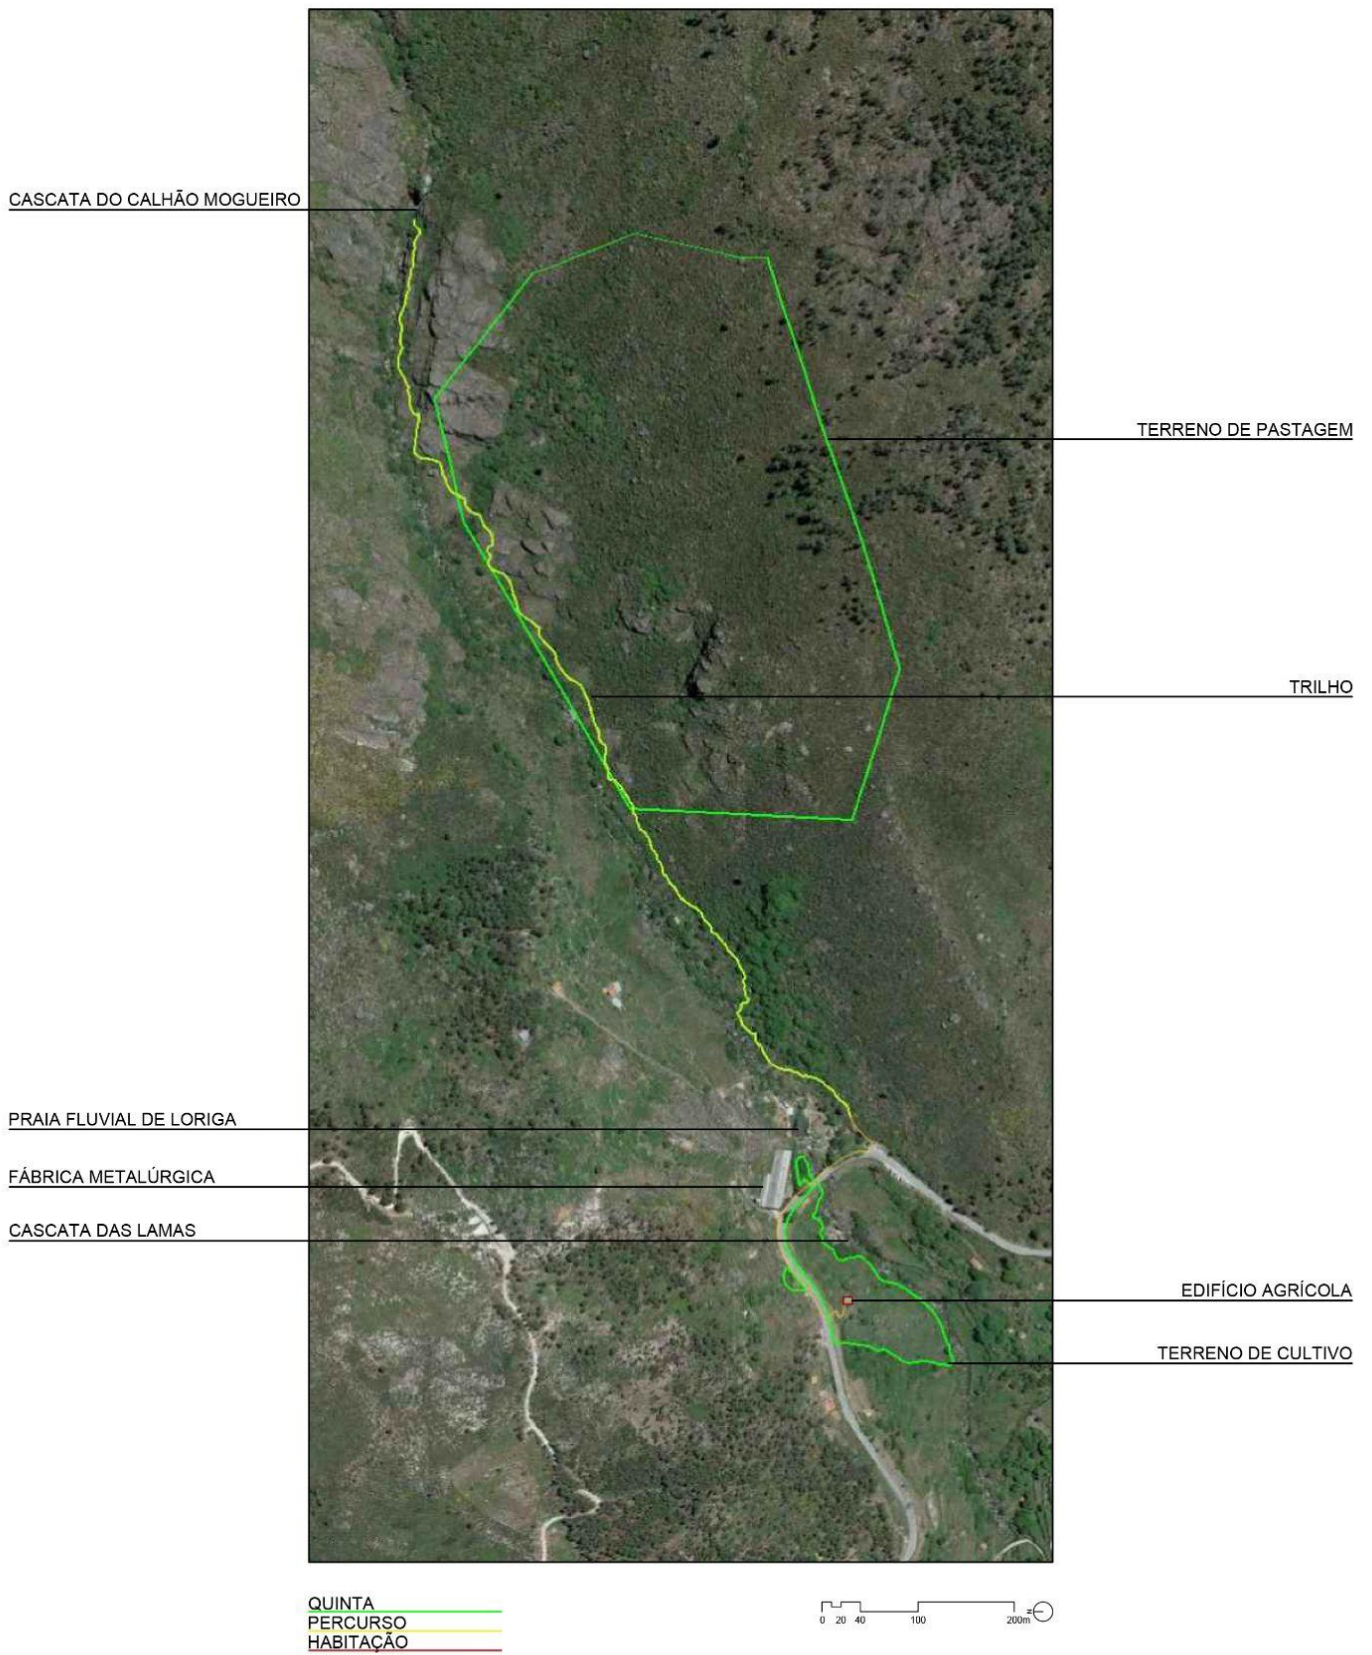 CASCATA DO CALHÃO MOGUEIRO
TERRENO DE PASTAGEM
TRILHO
PRAIA FLUVIAL DE LORIGA
FÁBRICA METALÚRGICA
CASCATA DAS LAMAS
EDIFÍCIO AGRÍCOLA
TERRENO DE CULTIVO
QUINTA
PERCURSO
HABITAÇÃO
0 20 40 100 200m
N